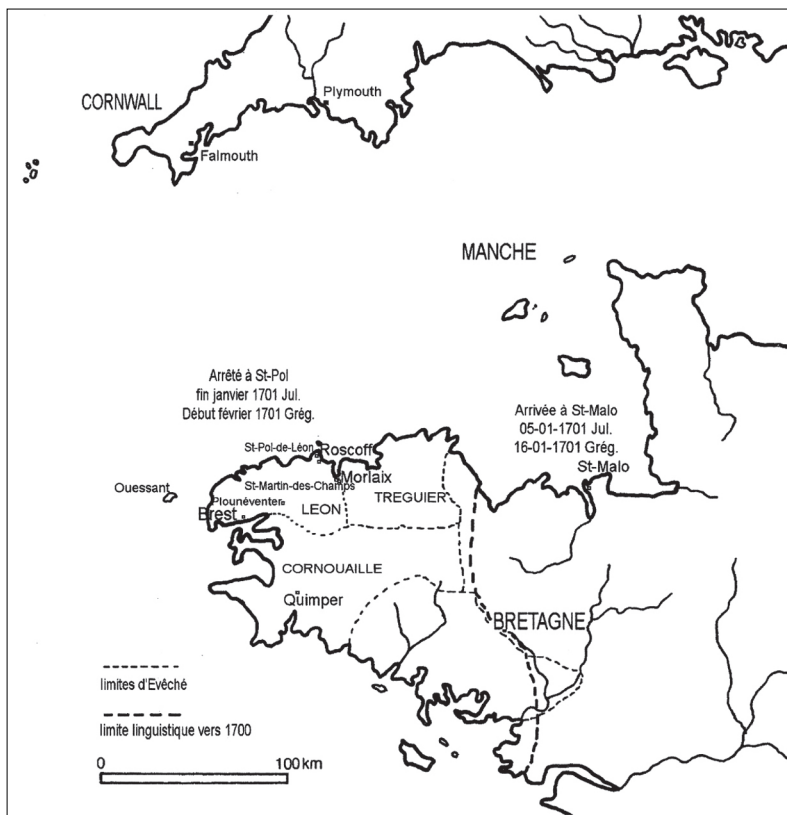 CORNWALL
Plymouth
Falmouth
MANCHE
Arrêté à St-Pol
fin janvier 1701 Jul.
Début février 1701 Grég.
Arrivée à St-Malo
05-01-1701 Jul.
16-01-1701 Grég.
St-Malo
St-Pol-de-Léon
Roscoff
Morlaix
Ouessant
St-Martin-des-Champs
Plounéventer
LEON
TREGUIER
Brest
CORNOUAILLE
Quimper
BRETAGNE
limites d'Evêché
limite linguistique vers 1700
0 100 km